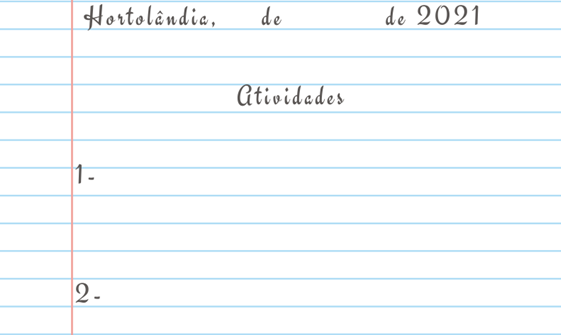 Hortolândia, de de 2021
Atividades
1-
2-